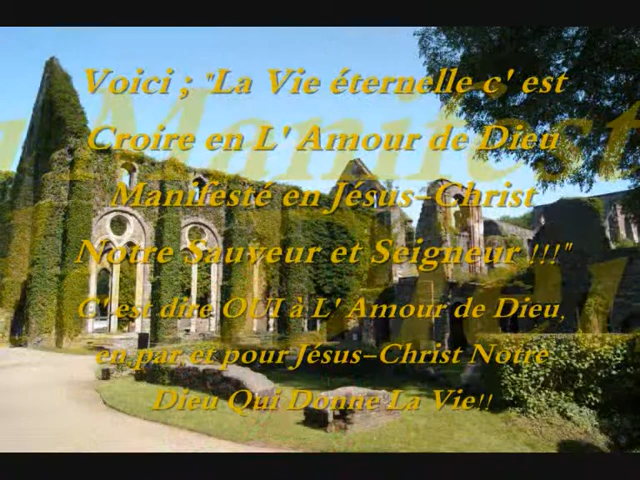 Voici ; "La Vie éternelle c' est
Croire en L' Amour de Dieu
Manifesté en Jésus-Christ
Notre Sauveur et Seigneur !!!"
C' est dire OUI à L' Amour de Dieu,
en par et pour Jésus-Christ Notre
Dieu Qui Donne La Vie!!